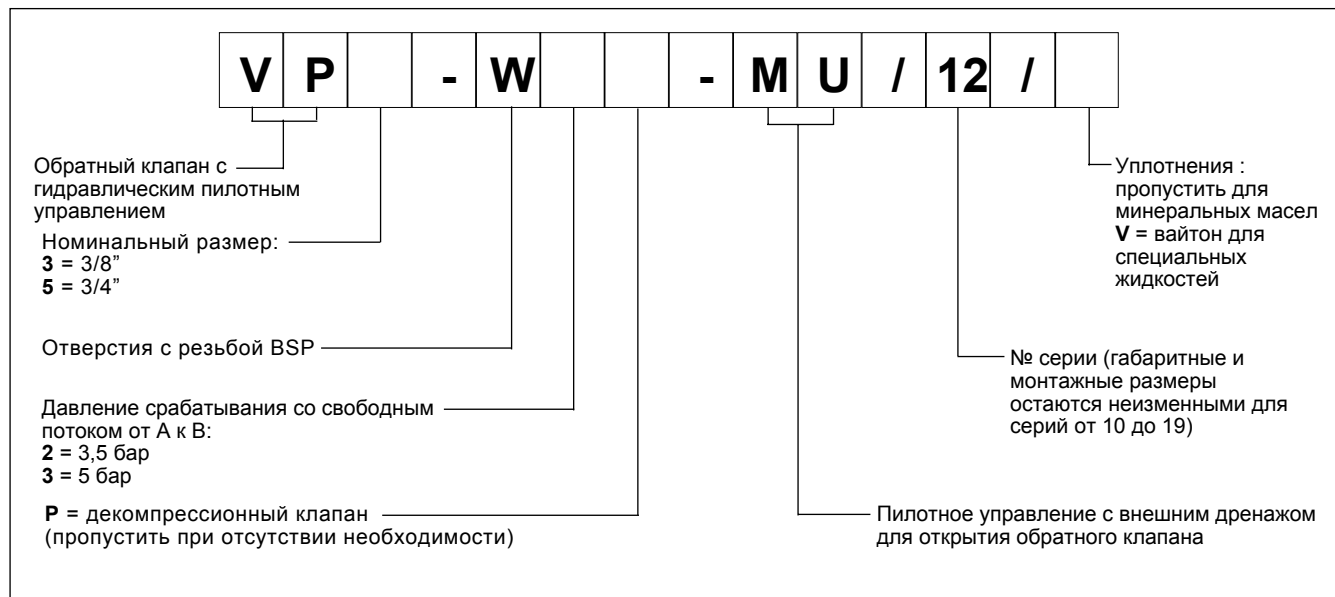 V P - W - M U / 12 /
Обратный клапан с
гидравлическим пилотным
управлением
Номинальный размер:
3 = 3/8”
5 = 3/4”
Отверстия с резьбой BSP
Давление срабатывания со свободным
потоком от А к В:
2 = 3,5 бар
3 = 5 бар
P = декомпрессионный клапан
(пропустить при отсутствии необходимости)
Уплотнения :
пропустить для
минеральных масел
V = вайтон для
специальных
жидкостей
№ серии (габаритные и
монтажные размеры
остаются неизменными для
серий от 10 до 19)
Пилотное управление с внешним дренажом
для открытия обратного клапана